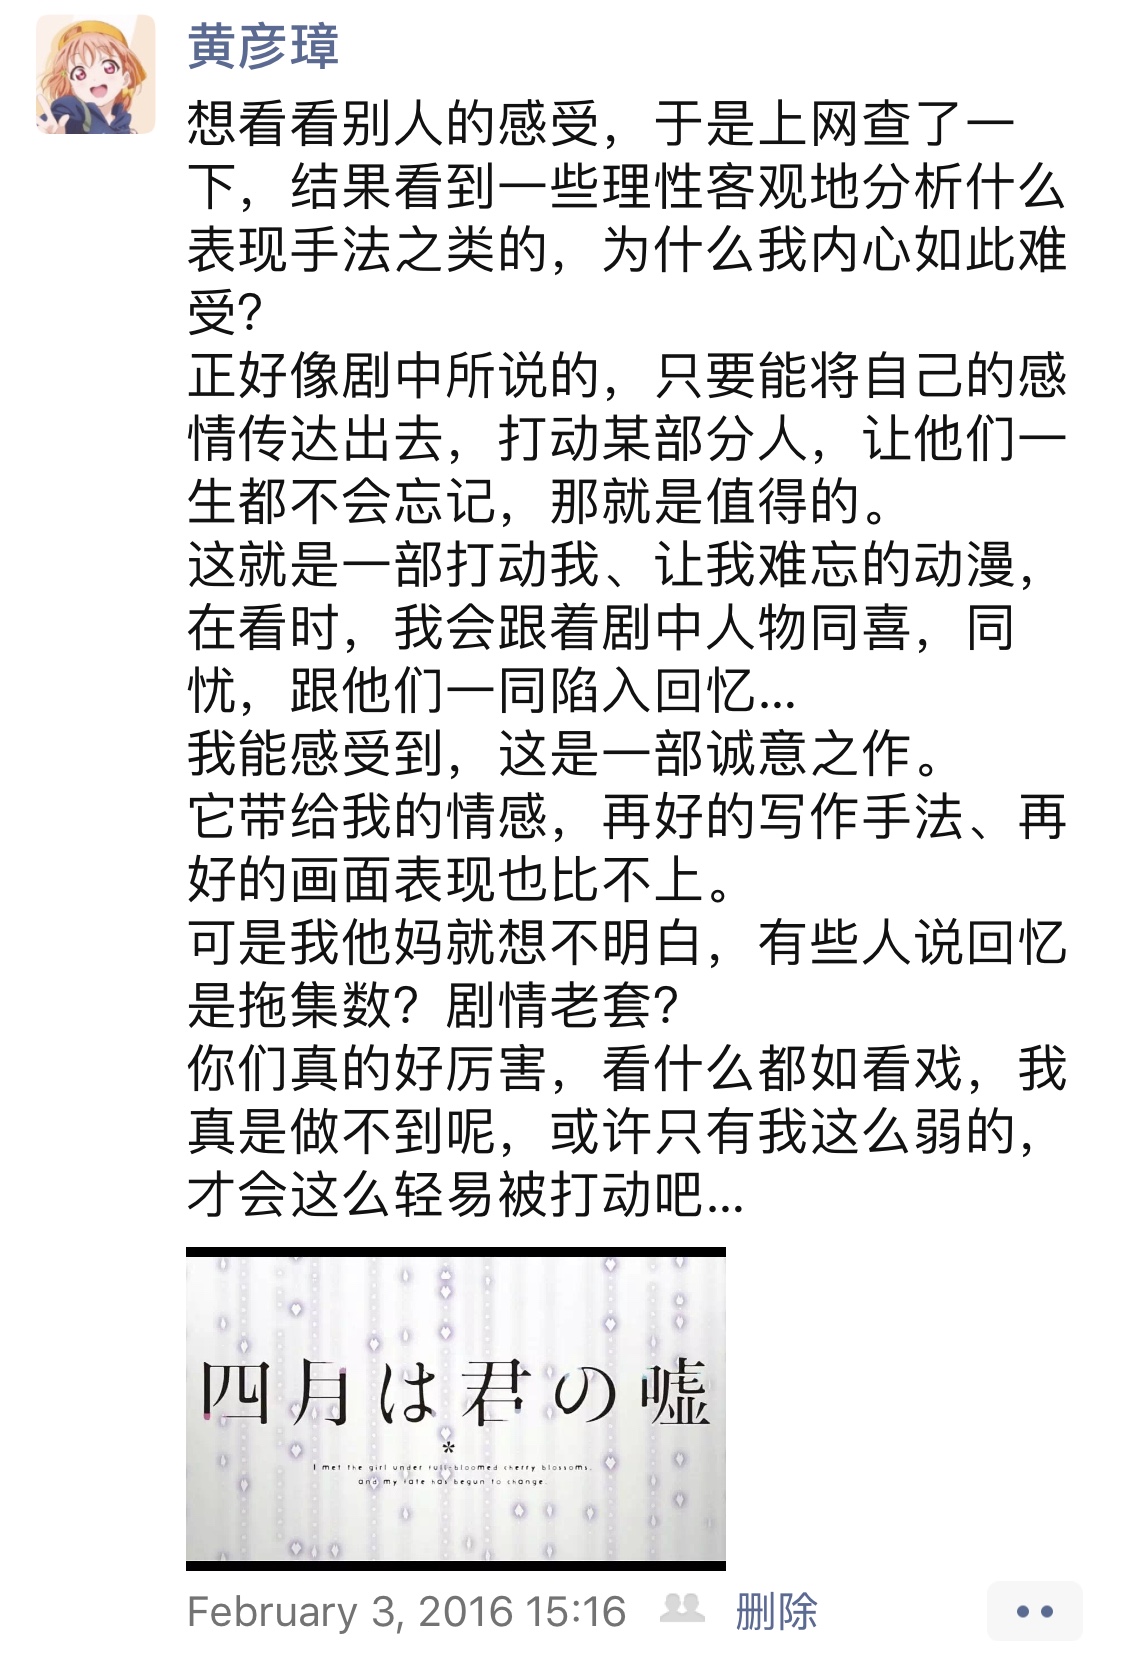 黄彦璋
想看看别人的感受，于是上网查了一
下，结果看到一些理性客观地分析什么
表现手法之类的，为什么我内心如此难
受？
正好像剧中所说的，只要能将自己的感
情传达出去，打动某部分人，让他们一
生都不会忘记，那就是值得的。
这就是一部打动我、让我难忘的动漫，
在看时，我会跟着剧中人物同喜，同
忧，跟他们一同陷入回忆...
我能感受到，这是一部诚意之作。
它带给我的情感，再好的写作手法、再
好的画面表现也比不上。
可是我他妈就想不明白，有些人说回忆
是拖集数？剧情老套？
你们真的好厉害，看什么都如看戏，我
真是做不到呢，或许只有我这么弱的，
才会这么轻易被打动吧...
四月は君の嘘
*
I met the girl under full-bloomed cherry blossoms,
and my fate has begun to change.
February 3, 2016 15:16 删除